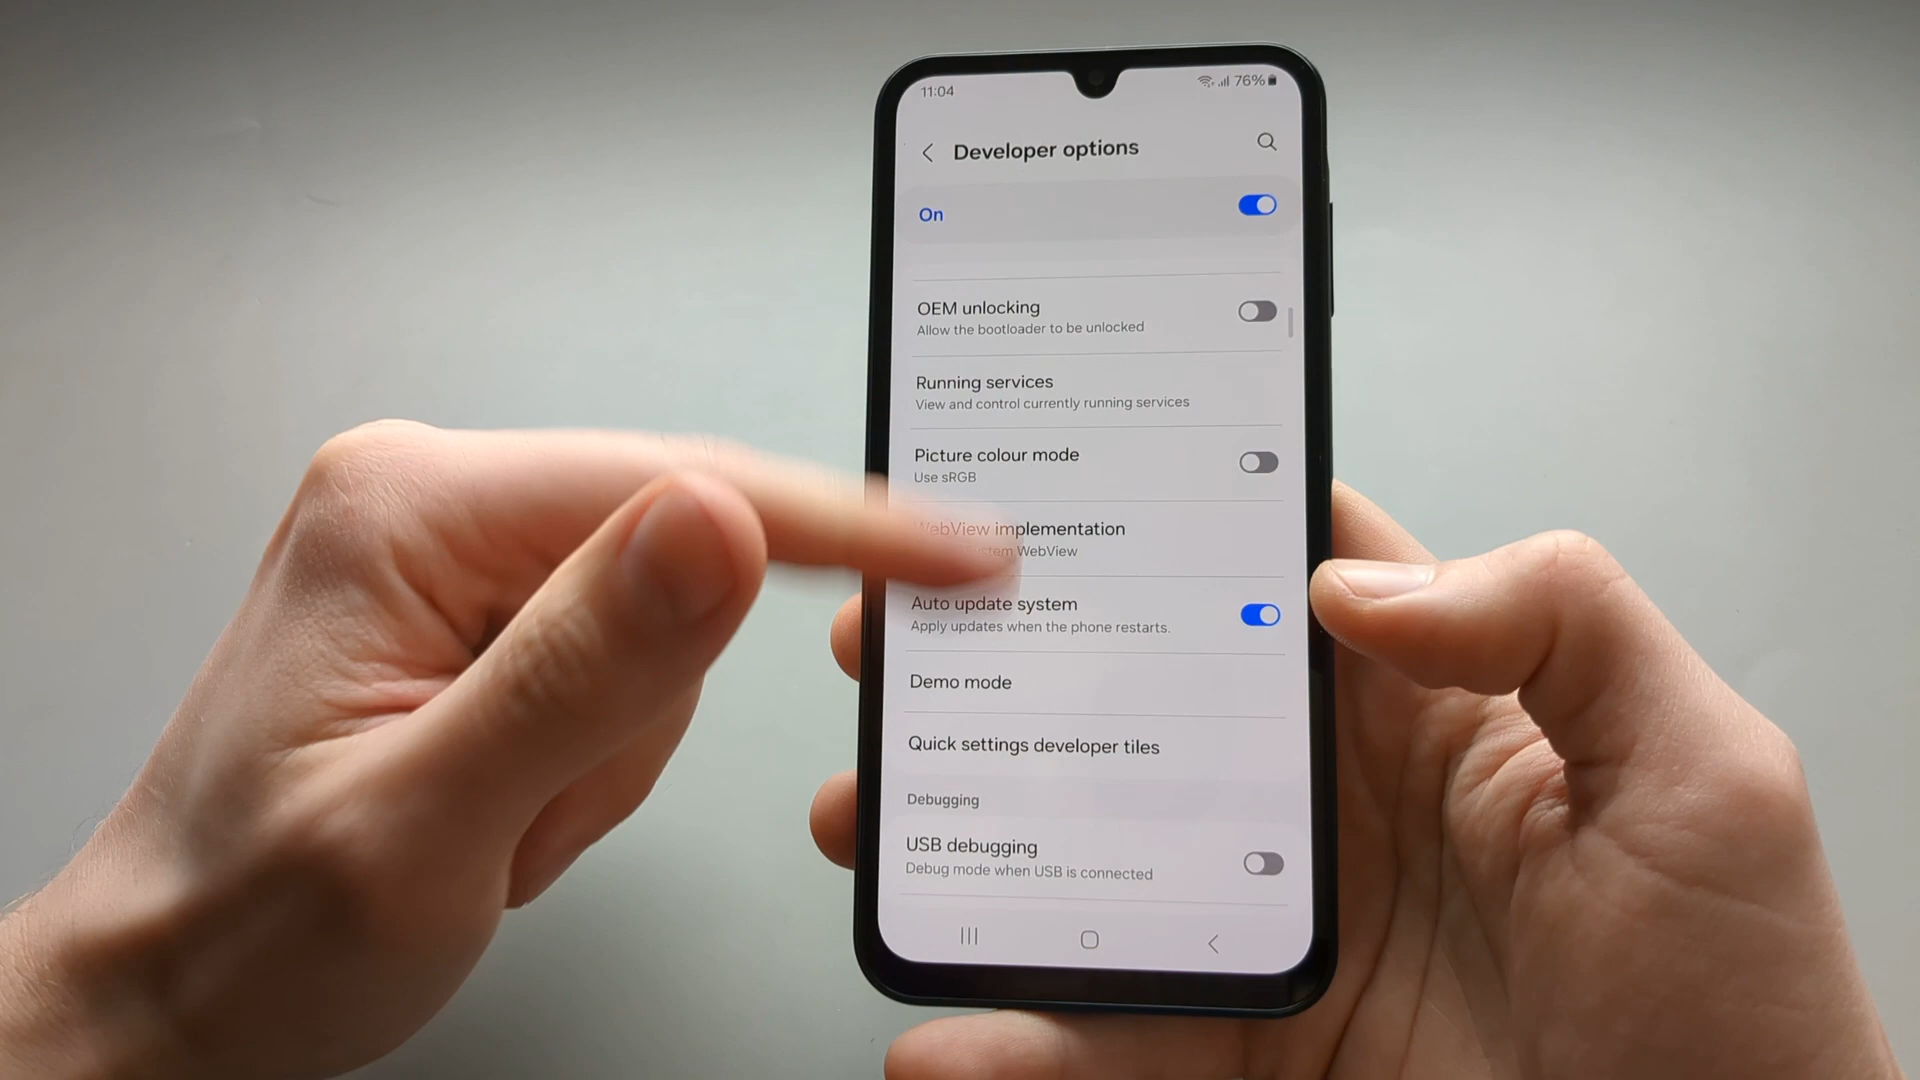 11:04 76%
Developer options
On
OEM unlocking
Allow the bootloader to be unlocked
Running services
View and control currently running services
Picture colour mode
Use sRGB
WebView implementation
WebView
Auto update system
Apply updates when the phone restarts.
Demo mode
Quick settings developer tiles
Debugging
USB debugging
Debug mode when USB is connected